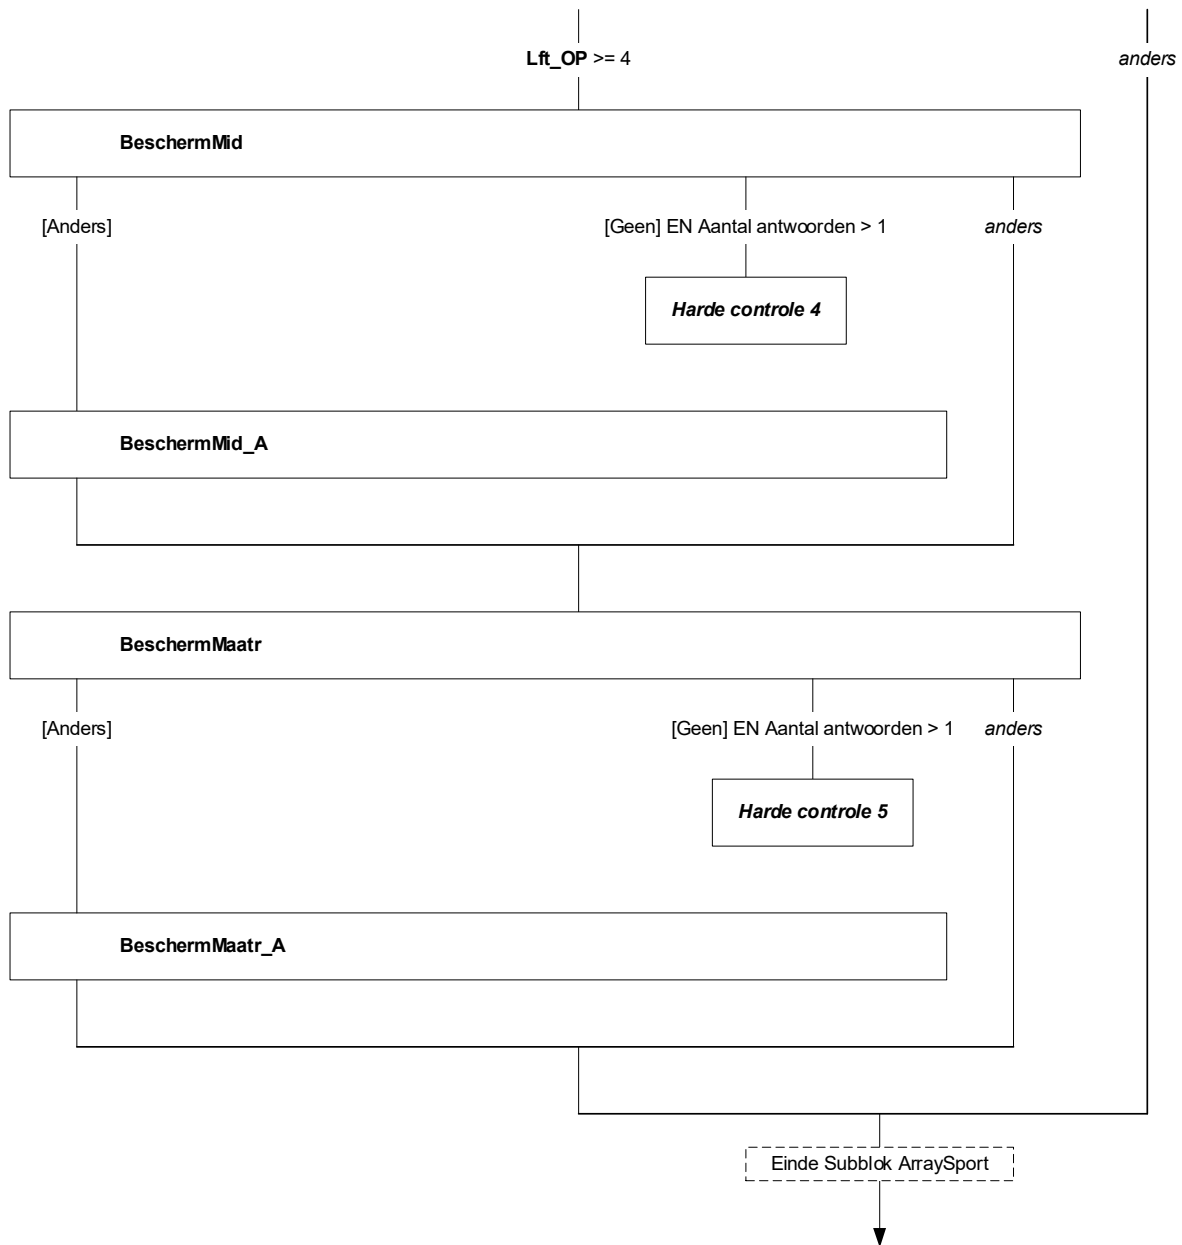 Lft_OP >= 4
anders
BeschermMid
[Anders]
[Geen] EN Aantal antwoorden > 1
anders
Harde controle 4
BeschermMid_A
BeschermMaatr
[Anders]
[Geen] EN Aantal antwoorden > 1
anders
Harde controle 5
BeschermMaatr_A
Einde Subblok ArraySport